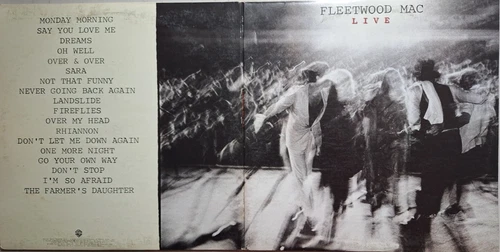 MONDAY MORNING
SAY YOU LOVE ME
DREAMS
OH WELL
OVER & OVER
SARA
NOT THAT FUNNY
NEVER GOING BACK AGAIN
LANDSLIDE
FIREFLIES
OVER MY HEAD
RHIANNON
DON'T LET ME DOWN AGAIN
ONE MORE NIGHT
GO YOUR OWN WAY
DON'T STOP
I'M SO AFRAID
THE FARMER'S DAUGHTER
FLEETWOOD MAC
LIVE